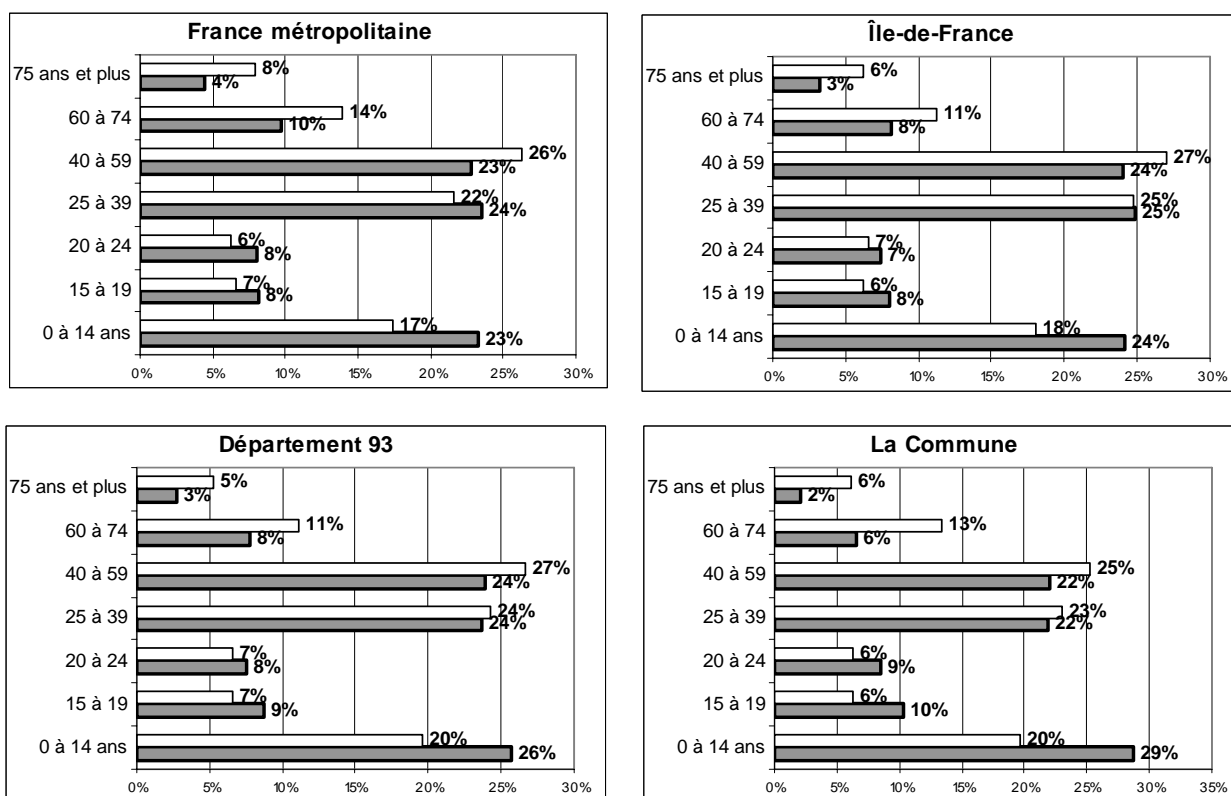 France métropolitaine
75 ans et plus
8%
4%
60 à 74
14%
10%
40 à 59
26%
23%
25 à 39
22%
24%
20 à 24
6%
8%
15 à 19
7%
8%
0 à 14 ans
17%
23%
0% 5% 10% 15% 20% 25% 30%
Île-de-France
75 ans et plus
6%
3%
60 à 74
11%
8%
40 à 59
27%
24%
25 à 39
25%
25%
20 à 24
7%
7%
15 à 19
6%
8%
0 à 14 ans
18%
24%
0% 5% 10% 15% 20% 25% 30%
Département 93
75 ans et plus
5%
3%
60 à 74
11%
8%
40 à 59
27%
24%
25 à 39
24%
24%
20 à 24
7%
8%
15 à 19
7%
9%
0 à 14 ans
20%
26%
0% 5% 10% 15% 20% 25% 30%
La Commune
75 ans et plus
6%
2%
60 à 74
13%
6%
40 à 59
25%
22%
25 à 39
23%
22%
20 à 24
6%
9%
15 à 19
6%
10%
0 à 14 ans
20%
29%
0% 5% 10% 15% 20% 25% 30% 35%